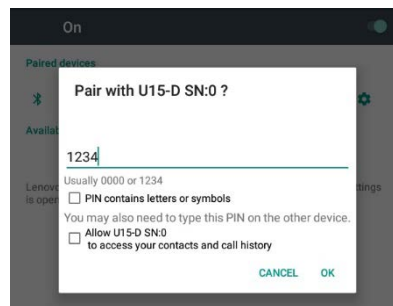 On
Paired devices
Pair with U15-D SN:0 ?
Availab
1234
Usually 0000 or 1234
Lenovo
ttings
is open
PIN contains letters or symbols
You may also need to type this PIN on the other device.
Allow U15-D SN:0
to access your contacts and call history
CANCEL OK